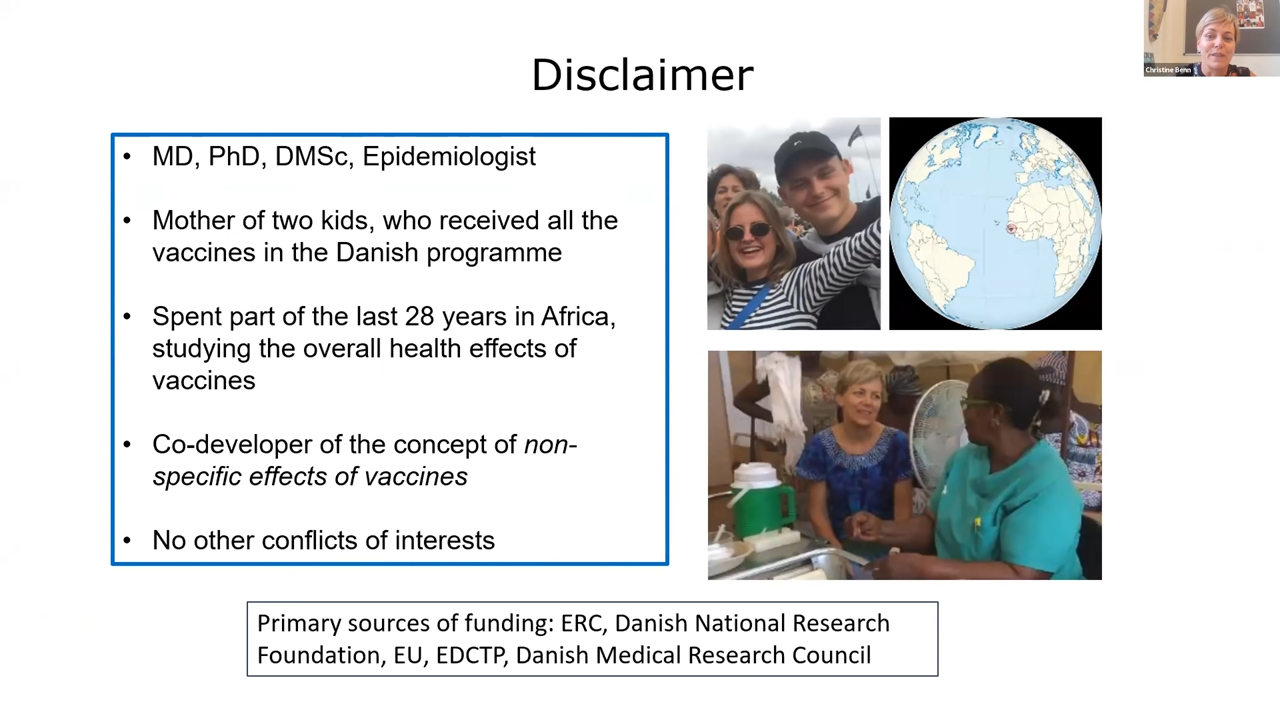 Christine Benn
Disclaimer
• MD, PhD, DMSc, Epidemiologist
• Mother of two kids, who received all the
vaccines in the Danish programme
• Spent part of the last 28 years in Africa,
studying the overall health effects of
vaccines
• Co-developer of the concept of non-
specific effects of vaccines
• No other conflicts of interests
Primary sources of funding: ERC, Danish National Research
Foundation, EU, EDCTP, Danish Medical Research Council